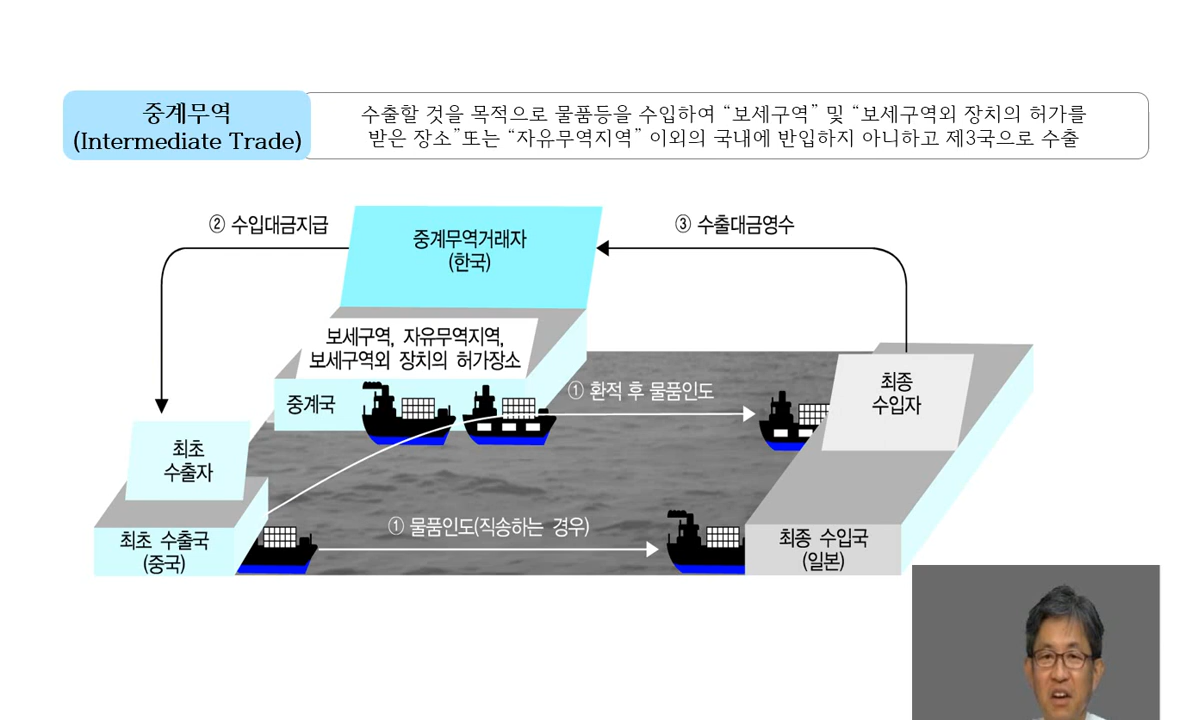 중계무역
(Intermediate Trade)
수출할 것을 목적으로 물품등을 수입하여 “보세구역” 및 “보세구역외 장치의 허가를
받은 장소”또는 “자유무역지역” 이외의 국내에 반입하지 아니하고 제3국으로 수출
② 수입대금지급
③ 수출대금영수
중계무역거래자
(한국)
보세구역, 자유무역지역,
보세구역외 장치의 허가장소
중계국
① 환적 후 물품인도
최종
수입자
최초
수출자
① 물품인도(직송하는 경우)
최초 수출국
(중국)
최종 수입국
(일본)